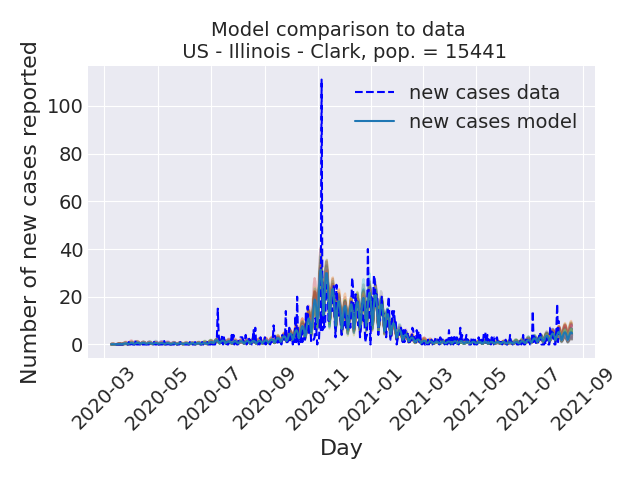 Model comparison to data
US - Illinois - Clark, pop. = 15441
new cases data
new cases model
Number of new cases reported
100
80
60
40
20
0
2020-03
2020-05
2020-07
2020-09
2020-11
2021-01
2021-03
2021-05
2021-07
2021-09
Day